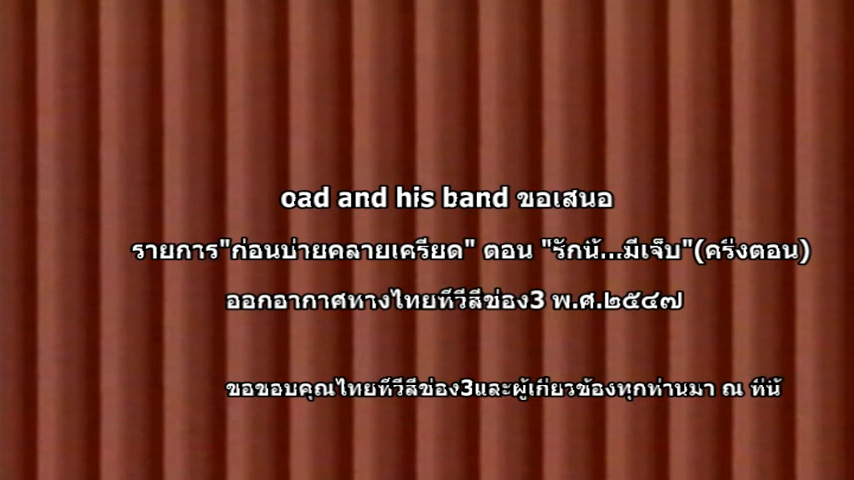 oad and his band ขอเสนอ
รายการ"ก่อนบ่ายคลายเครียด" ตอน "รักนี้...มีเจ็บ"(ครึ่งตอน)
ออกอากาศทางไทยทีวีสีช่อง3 พ.ศ.๒๕๔๗
ขอขอบคุณไทยทีวีสีช่อง3และผู้เกี่ยวข้องทุกท่านมา ณ ที่นี้